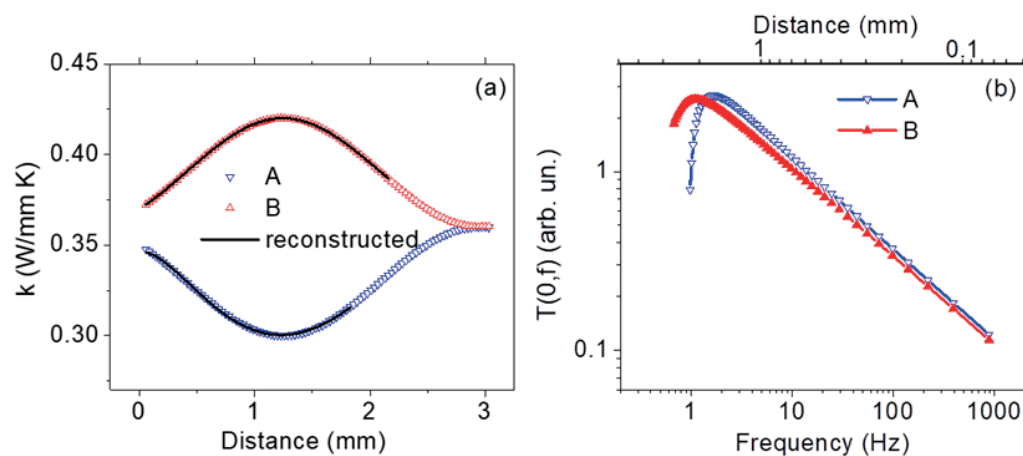 (a)
k (W/mm K)
0.45
0.40
0.35
0.30
A
B
reconstructed
0 1 2 3
Distance (mm)
Distance (mm)
1 0.1
(b)
T(0,f) (arb. un.)
1
0.1
A
B
1 10 100 1000
Frequency (Hz)